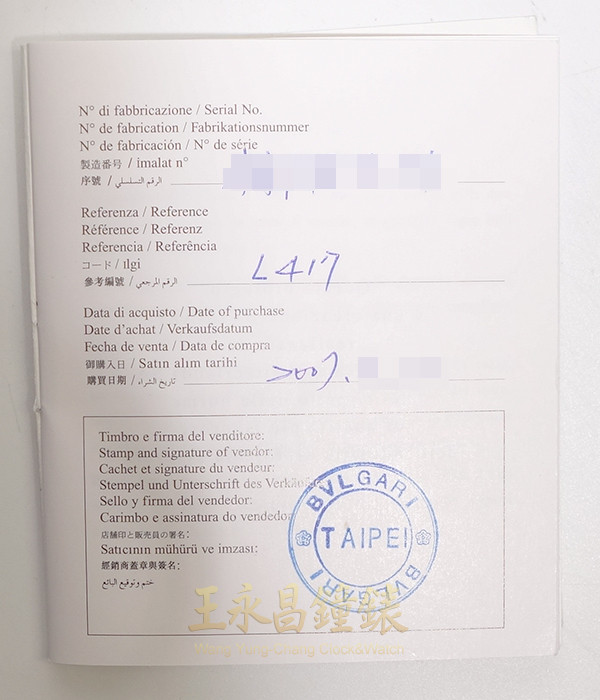 N° di fabbricazione / Serial No.
N° de fabrication / Fabrikationsnummer
N° de fabricación / N° de série
製造番号 / imalat n°
序號 / الرقم التسلسلي
Referenza / Reference
Référence / Referenz
Referencia / Referência
コード / ılgi
參考編號 / الرقم المرجعي
L417
Data di acquisto / Date of purchase
Date d'achat / Verkaufsdatum
Fecha de venta / Data de compra
御購入日 / Satın alim tarihi
購買日期 / تاريخ الشراء
2007.
Timbro e firma del venditore:
Stamp and signature of vendor:
Cachet et signature du vendeur:
Stempel und Unterschrift des
Sello y firma del vendedor:
Carimbo e assinatura do vendedor
店舗印と販売員の署名:
Satıcının mühürü ve imzası:
經銷商蓋章與簽名:
ختم وتوقيع البائع
BVLGARI
TAIPEI
BVLGARI
王永昌鐘錶
Wang Yung Chang Clock&Watch